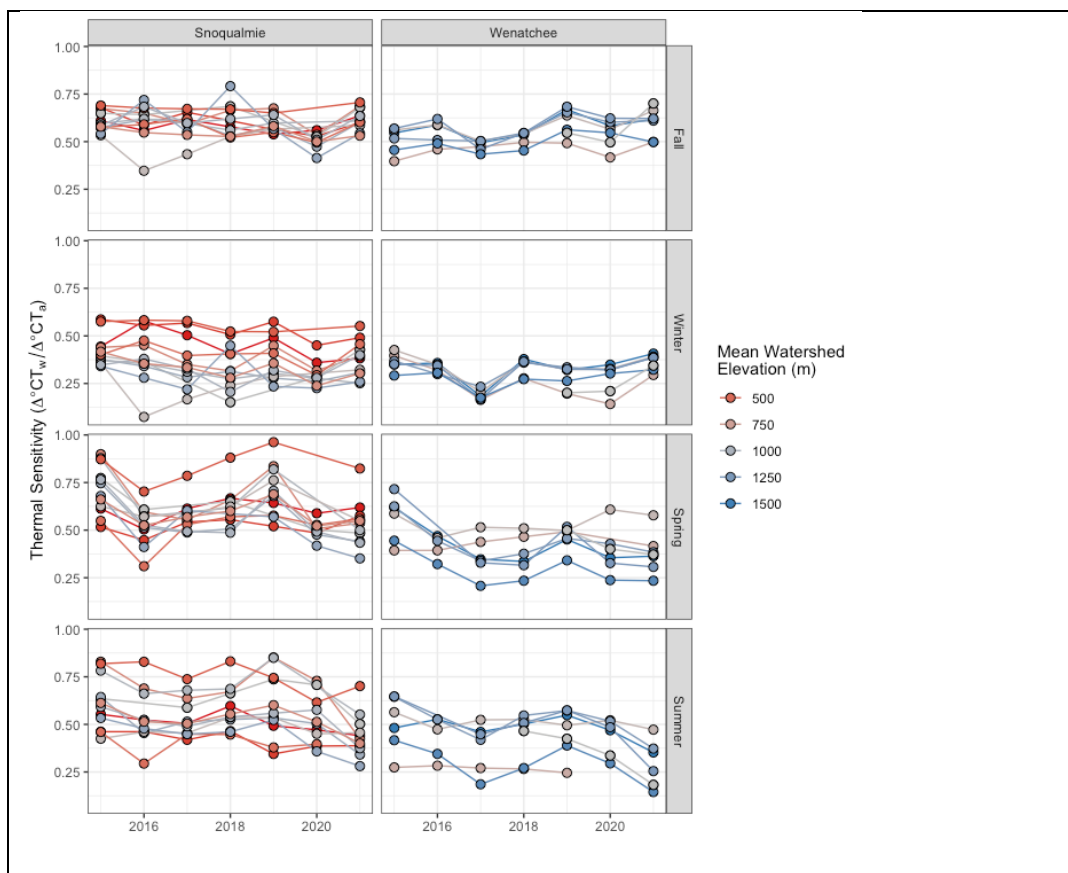 Snoqualmie
Wenatchee
1.00
0.75
0.50
0.25
Fall
1.00
0.75
0.50
0.25
Winter
1.00
0.75
0.50
0.25
Spring
1.00
0.75
0.50
0.25
Summer
2016 2018 2020
2016 2018 2020
Thermal Sensitivity (Δ°CTw/Δ°CTa)
Mean Watershed
Elevation (m)
500
750
1000
1250
1500